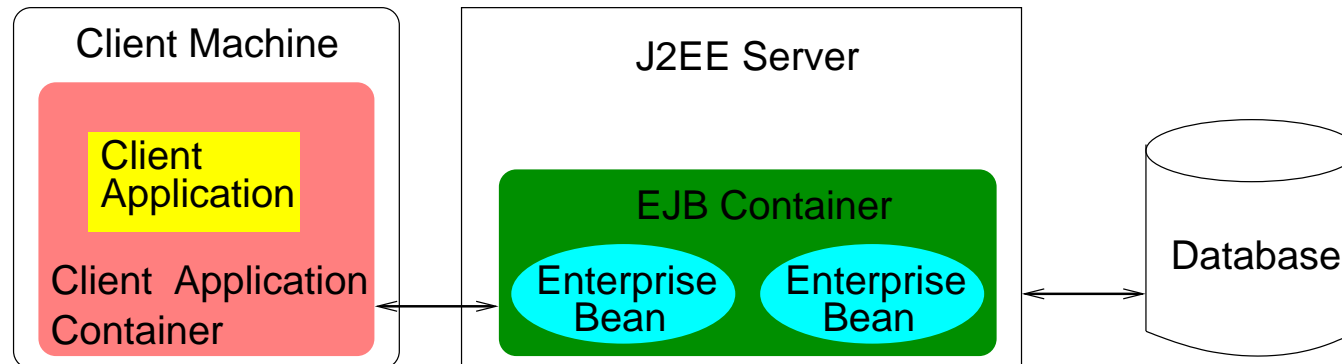 Client Machine
Client
Application
Client Application
Container
J2EE Server
EJB Container
Enterprise
Bean
Enterprise
Bean
Database